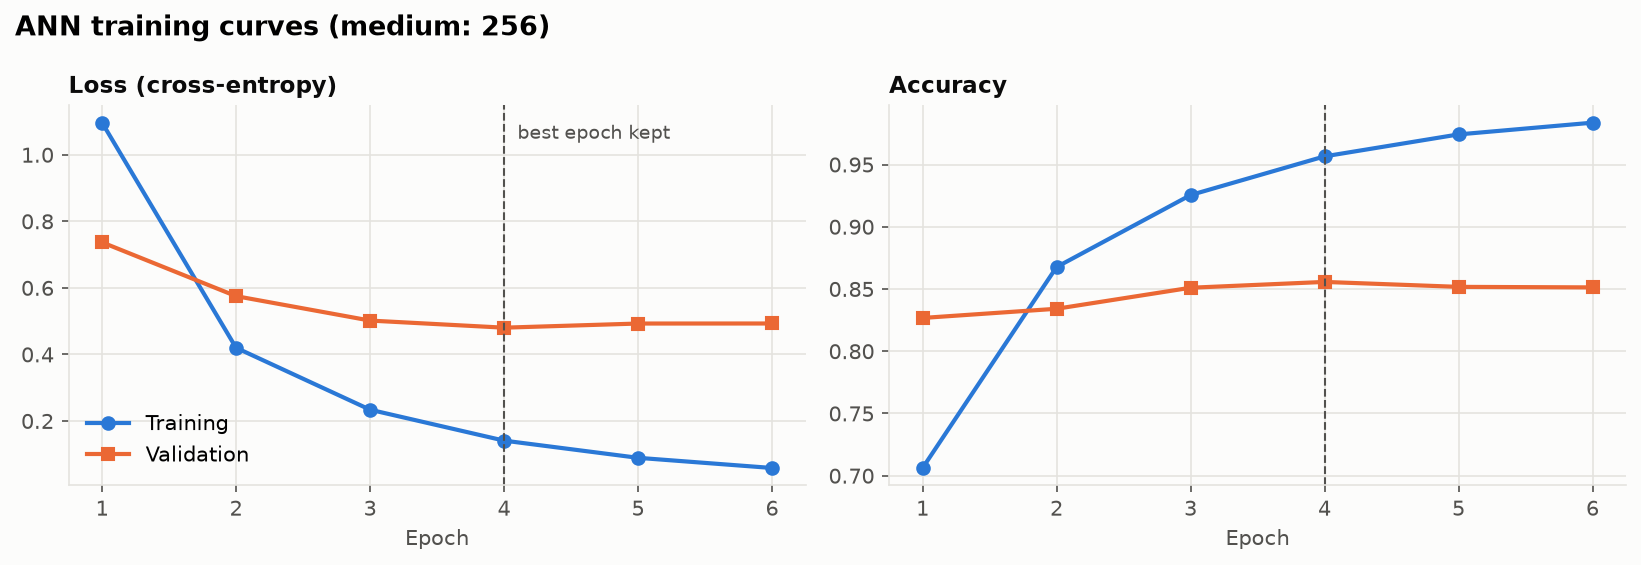 ANN training curves (medium: 256)
Loss (cross-entropy)
best epoch kept
1.0
0.8
0.6
0.4
0.2
Training
Validation
1 2 3 4 5 6
Epoch
Accuracy
0.95
0.90
0.85
0.80
0.75
0.70
1 2 3 4 5 6
Epoch